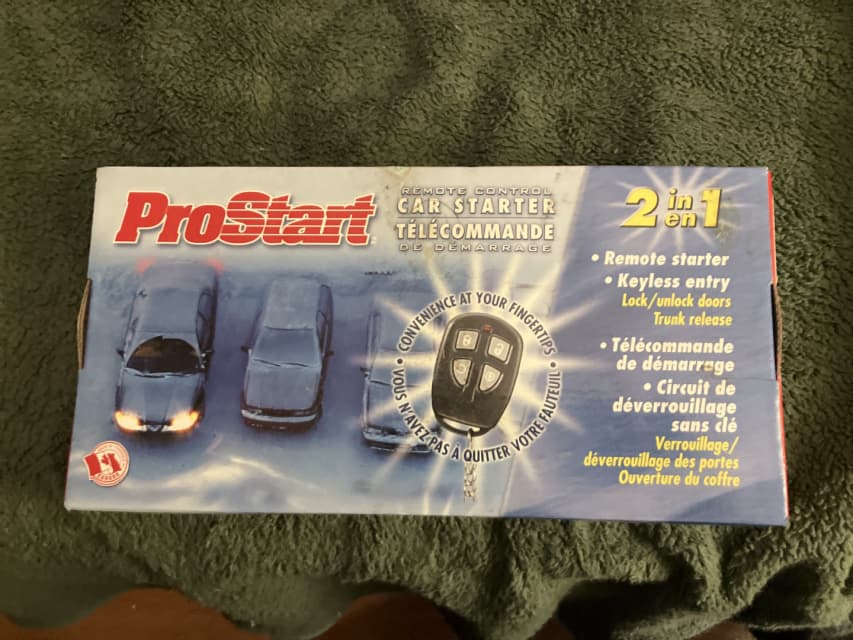 ProStart
REMOTE CONTROL
CAR STARTER
TÉLÉCOMMANDE
DE DÉMARRAGE
2 in
en 1
• Remote starter
• Keyless entry
Lock/unlock doors
Trunk release
• Télécommande
de démarrage
• Circuit de
déverrouillage
sans clé
Verrouillage/
déverrouillage des portes
Ouverture du coffre
• CONVENIENCE AT YOUR FINGERTIPS •
VOUS N'AVEZ PAS À QUITTER VOTRE FAUTEUIL